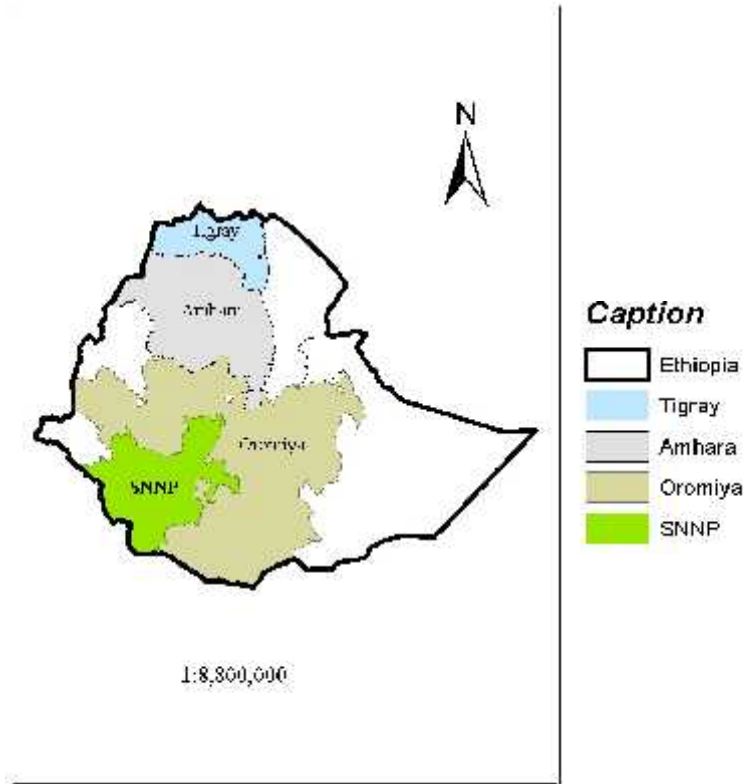 N
Tigray
Amhara
Oromiya
SNNP
1:8,800,000
Caption
Ethiopia
Tigray
Amhara
Oromiya
SNNP